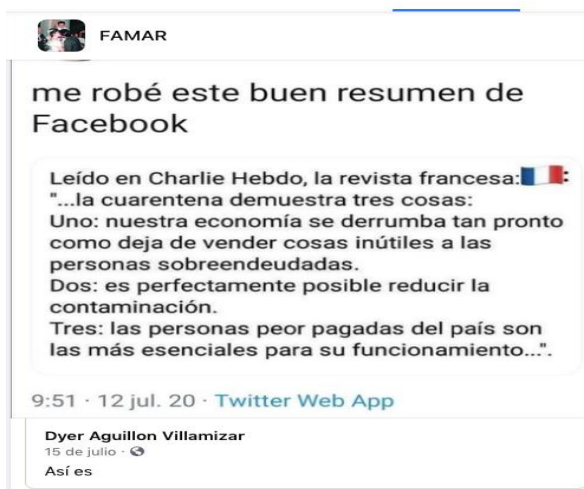 FAMAR
me robé este buen resumen de
Facebook
Leído en Charlie Hebdo, la revista francesa:🇫🇷:
"...la cuarentena demuestra tres cosas:
Uno: nuestra economía se derrumba tan pronto
como deja de vender cosas inútiles a las
personas sobreendeudadas.
Dos: es perfectamente posible reducir la
contaminación.
Tres: las personas peor pagadas del país son
las más esenciales para su funcionamiento...".
9:51 · 12 jul. 20 · Twitter Web App
Dyer Aguillon Villamizar
15 de julio ·
Así es